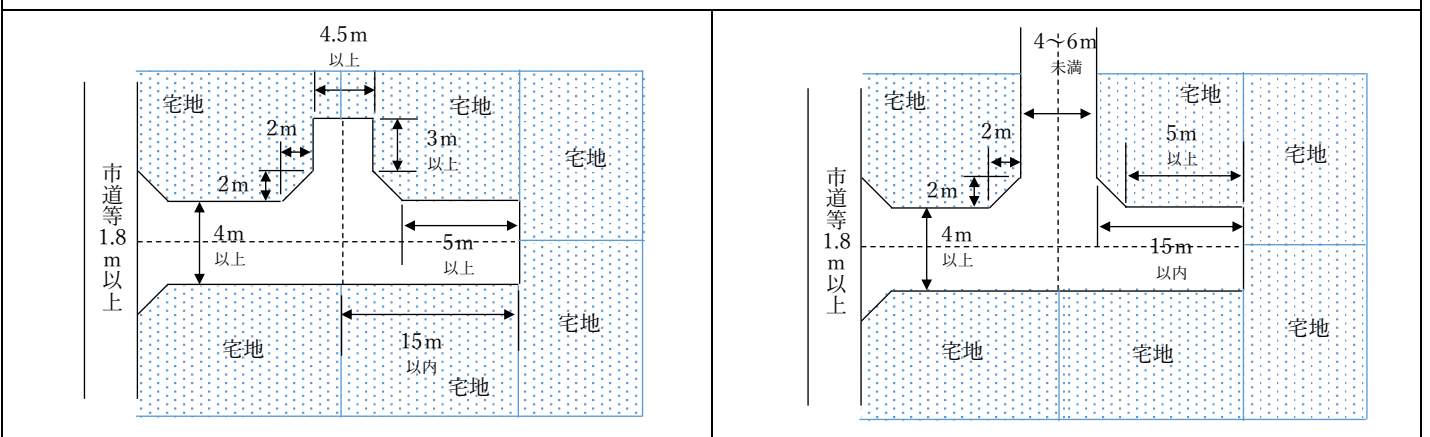 4.5m
以上
宅地
宅地
2m
3m
以上
宅地
2m
市道等1.8m以上
4m
以上
5m
以上
宅地
15m
以内
宅地
宅地
4～6m
未満
宅地
宅地
5m
以上
2m
宅地
2m
市道等1.8m以上
4m
以上
15m
以内
宅地
宅地
宅地